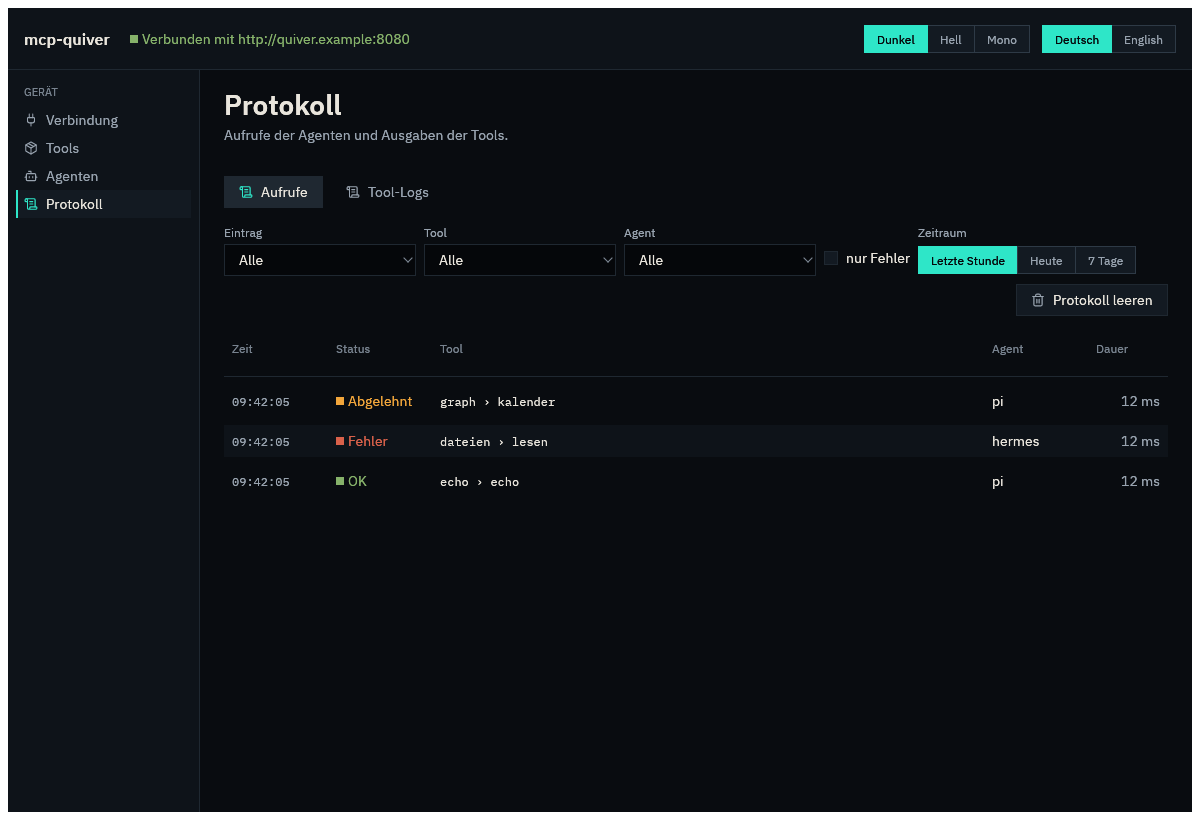 mcp-quiver Verbunden mit http://quiver.example:8080 Dunkel Hell Mono Deutsch English
GERÄT
Verbindung
Tools
Agenten
Protokoll
Protokoll
Aufrufe der Agenten und Ausgaben der Tools.
Aufrufe Tool-Logs
Eintrag Tool Agent Zeitraum
Alle Alle Alle nur Fehler Letzte Stunde Heute 7 Tage
Protokoll leeren
Zeit Status Tool Agent Dauer
09:42:05 Abgelehnt graph › kalender pi 12 ms
09:42:05 Fehler dateien › lesen hermes 12 ms
09:42:05 OK echo › echo pi 12 ms